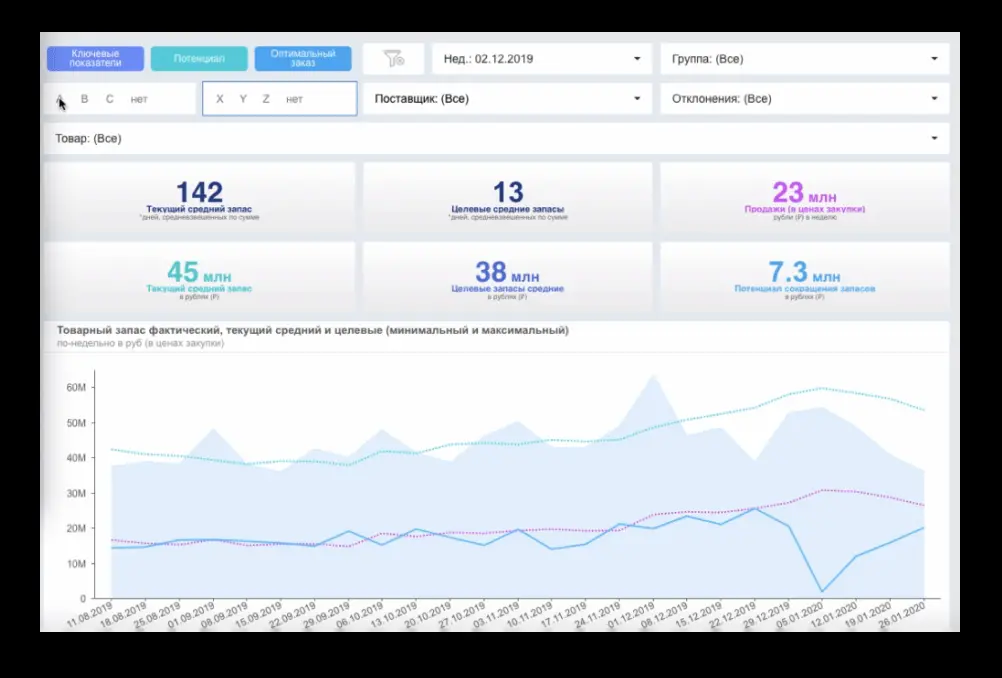 Ключевые показатели
Потенциал
Оптимальный заказ
Нед.: 02.12.2019
Группа: (Все)
A B C нет
X Y Z нет
Поставщик: (Все)
Отклонения: (Все)
Товар: (Все)
142
Текущий средний запас
*дней, средневзвешенных по сумме
13
Целевые средние запасы
*дней, средневзвешенных по сумме
23 млн
Продажи (в ценах закупки)
рубли (₽) в неделю
45 млн
Текущий средний запас
в рублях (₽)
38 млн
Целевые запасы средние
в рублях (₽)
7.3 млн
Потенциал сокращения запасов
в рублях (₽)
Товарный запас фактический, текущий средний и целевые (минимальный и максимальный)
по-недельно в руб (в ценах закупки)
60M
50M
40M
30M
20M
10M
0
11.08.2019 18.08.2019 25.08.2019 01.09.2019 08.09.2019 15.09.2019 22.09.2019 29.09.2019 06.10.2019 13.10.2019 20.10.2019 27.10.2019 03.11.2019 10.11.2019 17.11.2019 24.11.2019 01.12.2019 08.12.2019 15.12.2019 22.12.2019 29.12.2019 05.01.2020 12.01.2020 19.01.2020 26.01.2020